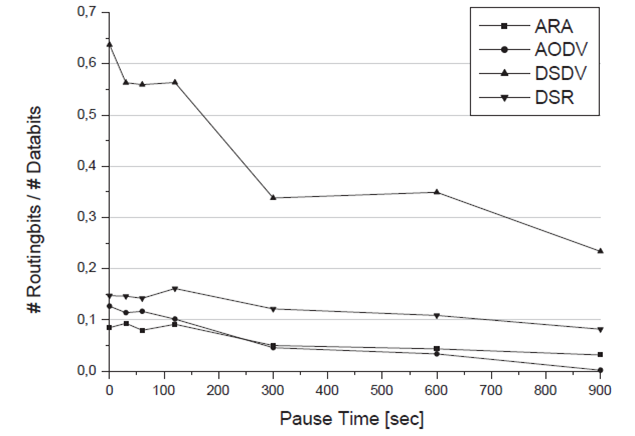 0,7
0,6
0,5
0,4
0,3
0,2
0,1
0,0
# Routingbits / # Databits
ARA
AODV
DSDV
DSR
0 100 200 300 400 500 600 700 800 900
Pause Time [sec]